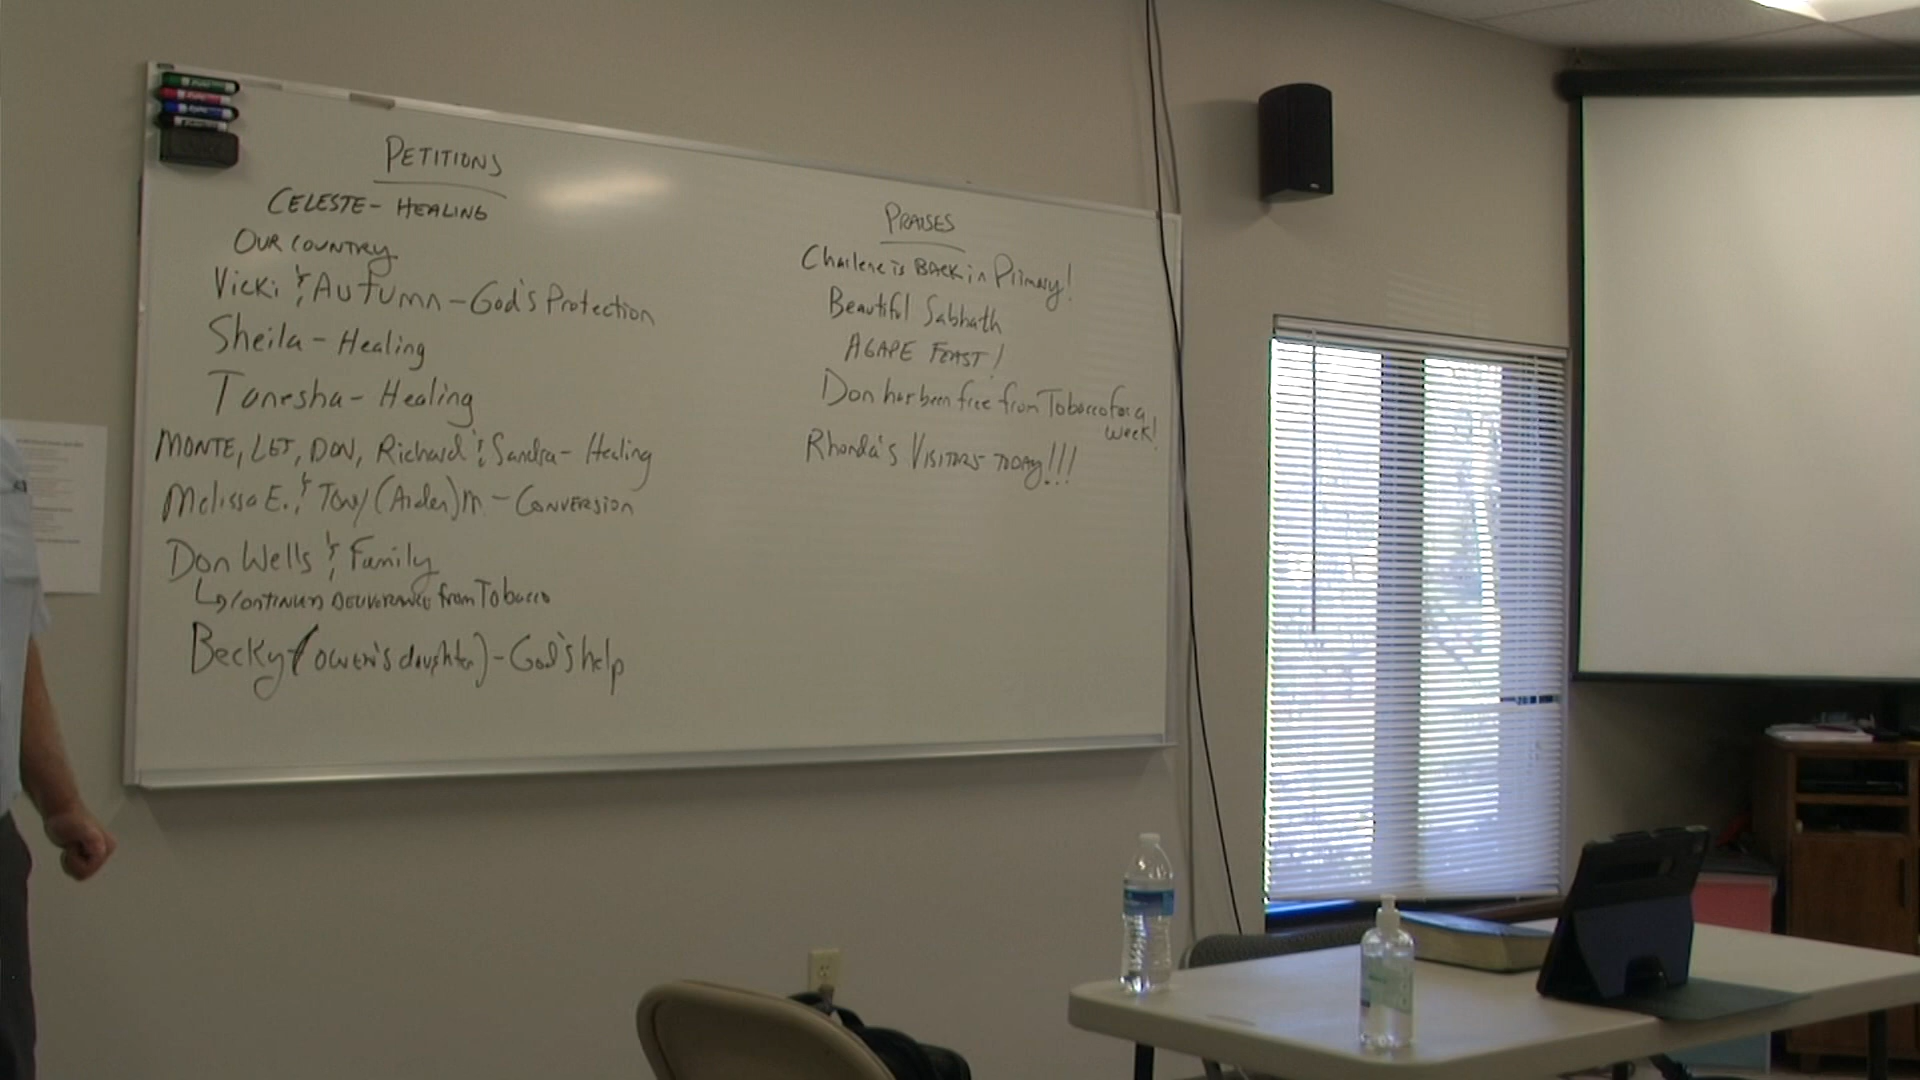 PETITIONS
CELESTE - HEALING
OUR COUNTRY
Vicki & Autumn - God's Protection
Sheila - Healing
Tanesha - Healing
MONTE, LET, DON, Richard & Sandra - Healing
Melissa E. & Tony (Aiden) M. - CONVERSION
Don Wells & Family
↳ CONTINUED DELIVERANCE from Tobacco
Becky (Owen's daughter) - God's help
PRAISES
Charlene is BACK in Primary!
Beautiful Sabbath
AGAPE FEAST!
Don has been free from Tobacco for a
week!
Rhonda's VISITORS TODAY!!!